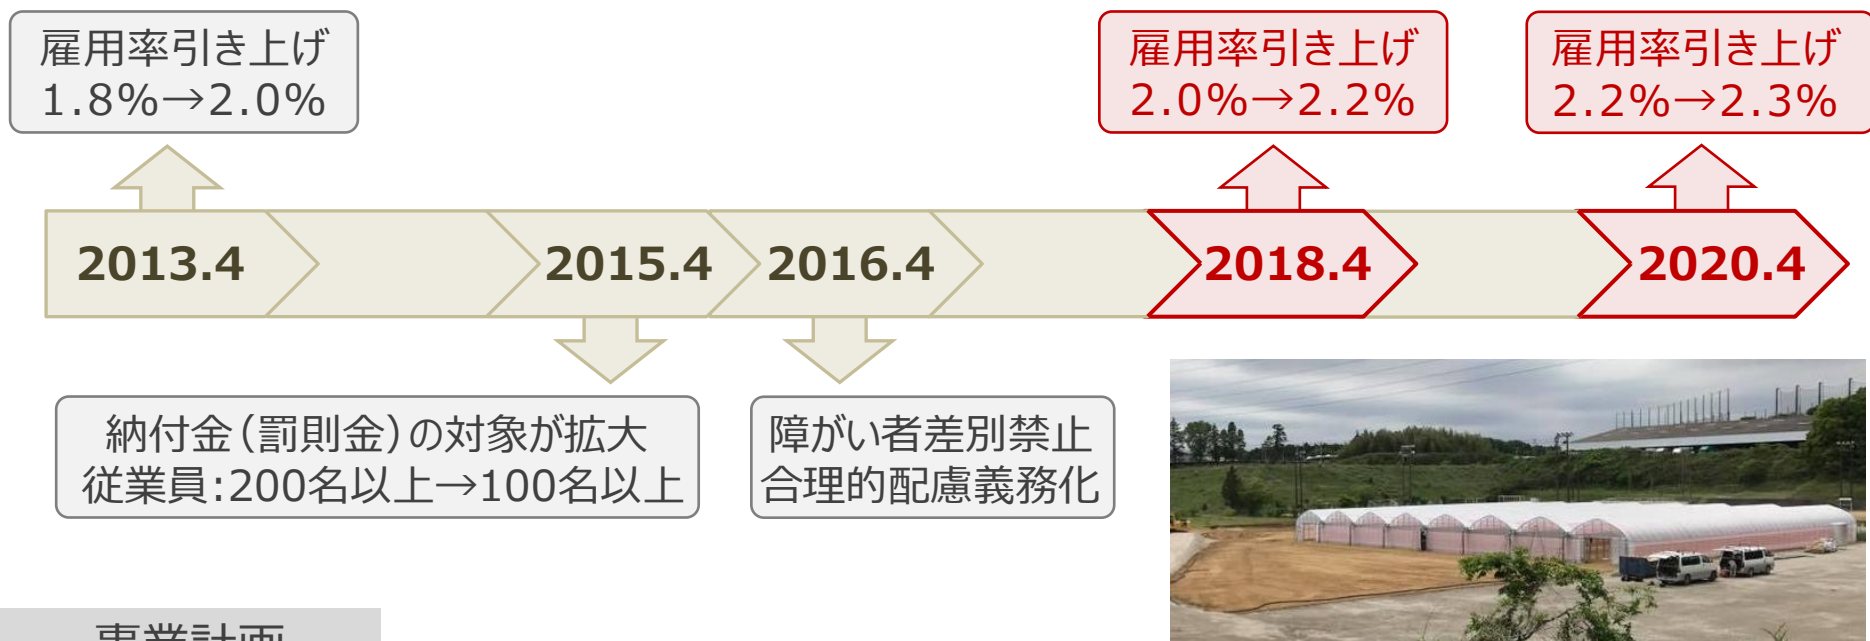 雇用率引き上げ
1.8%→2.0%
雇用率引き上げ
2.0%→2.2%
雇用率引き上げ
2.2%→2.3%
2013.4
2015.4
2016.4
2018.4
2020.4
納付金(罰則金)の対象が拡大
従業員:200名以上→100名以上
障がい者差別禁止
合理的配慮義務化
事業計画